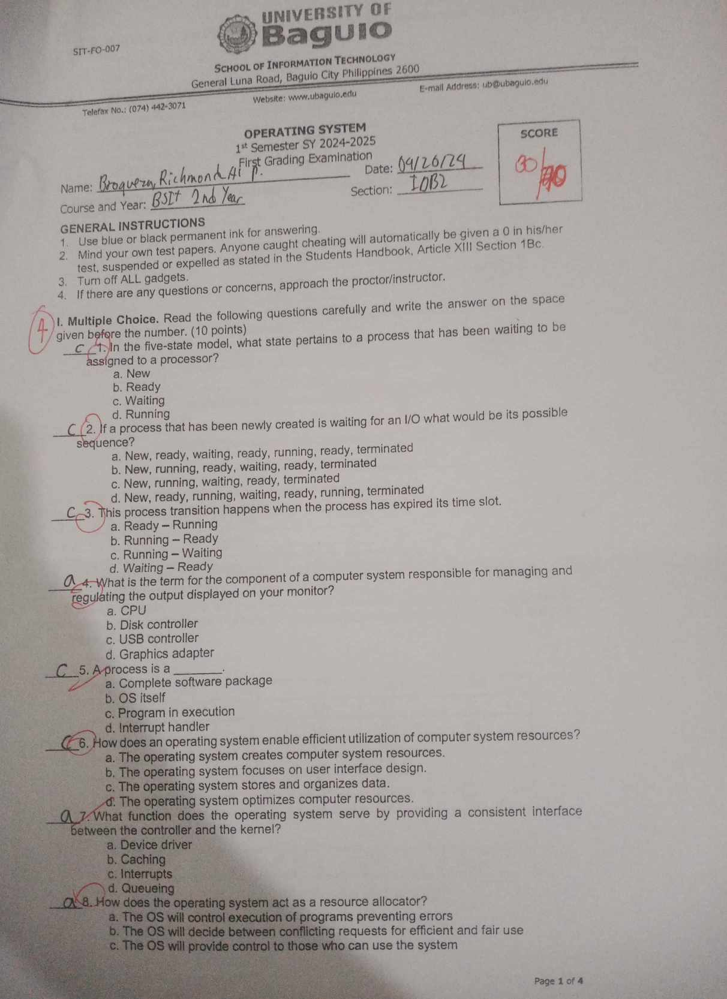 UNIVERSITY OF
Baguio
SIT-FO-007
SCHOOL OF INFORMATION TECHNOLOGY
General Luna Road, Baguio City Philippines 2600
Telefax No.: (074) 442-3071 Website: www.ubaguio.edu E-mail Address: ub@ubaguio.edu
OPERATING SYSTEM
1st Semester SY 2024-2025
First Grading Examination
SCORE
30/70
Name: Broqueza, Richmond Al P. Date: 09/26/24
Course and Year: BSIT 2nd Year Section: IDB2
GENERAL INSTRUCTIONS
1. Use blue or black permanent ink for answering.
2. Mind your own test papers. Anyone caught cheating will automatically be given a 0 in his/her
test, suspended or expelled as stated in the Students Handbook, Article XIII Section 1Bc.
3. Turn off ALL gadgets.
4. If there are any questions or concerns, approach the proctor/instructor.
4
I. Multiple Choice. Read the following questions carefully and write the answer on the space
given before the number. (10 points)
C 1. In the five-state model, what state pertains to a process that has been waiting to be
assigned to a processor?
a. New
b. Ready
c. Waiting
d. Running
C 2. If a process that has been newly created is waiting for an I/O what would be its possible
sequence?
a. New, ready, waiting, ready, running, ready, terminated
b. New, running, ready, waiting, ready, terminated
c. New, running, waiting, ready, terminated
d. New, ready, running, waiting, ready, running, terminated
C 3. This process transition happens when the process has expired its time slot.
a. Ready – Running
b. Running – Ready
c. Running – Waiting
d. Waiting – Ready
a 4. What is the term for the component of a computer system responsible for managing and
regulating the output displayed on your monitor?
a. CPU
b. Disk controller
c. USB controller
d. Graphics adapter
C 5. A process is a ________.
a. Complete software package
b. OS itself
c. Program in execution
d. Interrupt handler
C 6. How does an operating system enable efficient utilization of computer system resources?
a. The operating system creates computer system resources.
b. The operating system focuses on user interface design.
c. The operating system stores and organizes data.
d. The operating system optimizes computer resources.
a 7. What function does the operating system serve by providing a consistent interface
between the controller and the kernel?
a. Device driver
b. Caching
c. Interrupts
d. Queueing
a 8. How does the operating system act as a resource allocator?
a. The OS will control execution of programs preventing errors
b. The OS will decide between conflicting requests for efficient and fair use
c. The OS will provide control to those who can use the system
Page 1 of 4